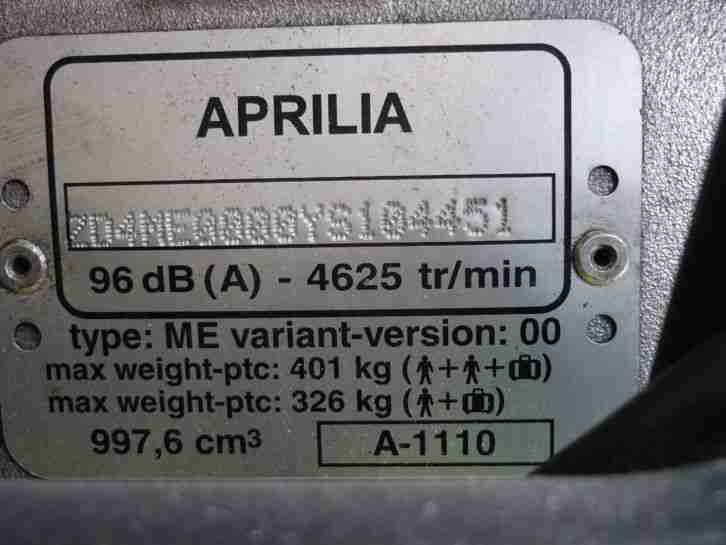 APRILIA
ZD4ME0000YS104451
96 dB (A) - 4625 tr/min
type: ME variant-version: 00
max weight-ptc: 401 kg (++)
max weight-ptc: 326 kg (+)
997,6 cm³ A-1110